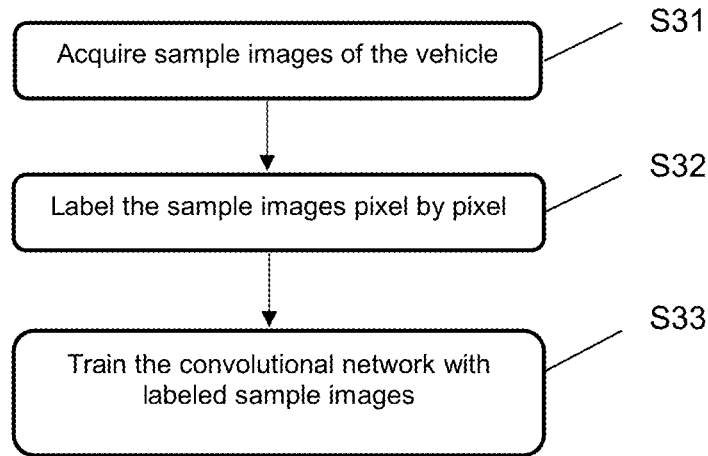 S31
Acquire sample images of the vehicle
S32
Label the sample images pixel by pixel
S33
Train the convolutional network with
labeled sample images